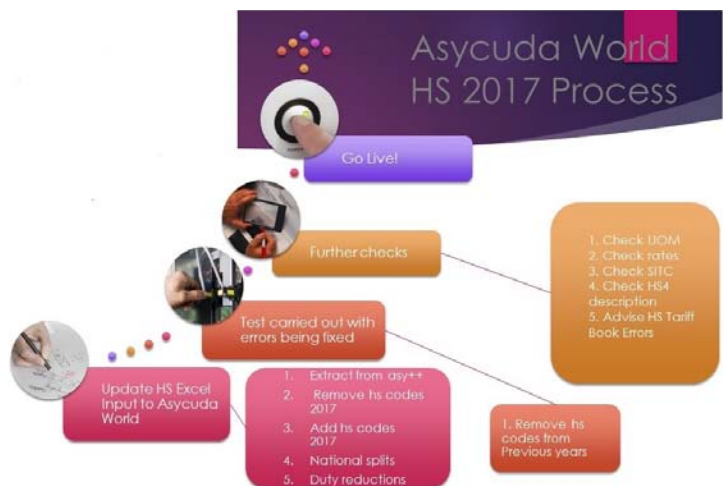 Asycuda World
HS 2017 Process
Go Live!
Further checks
1. Check UOM
2. Check rates
3. Check SITC
4. Check HS4
description
5. Advise HS Tariff
Book Errors
Test carried out with
errors being fixed
Update HS Excel
Input to Asycuda
World
1. Extract from asy++
2. Remove hs codes
2017
3. Add hs codes
2017
4. National splits
5. Duty reductions
1. Remove hs
codes from
Previous years